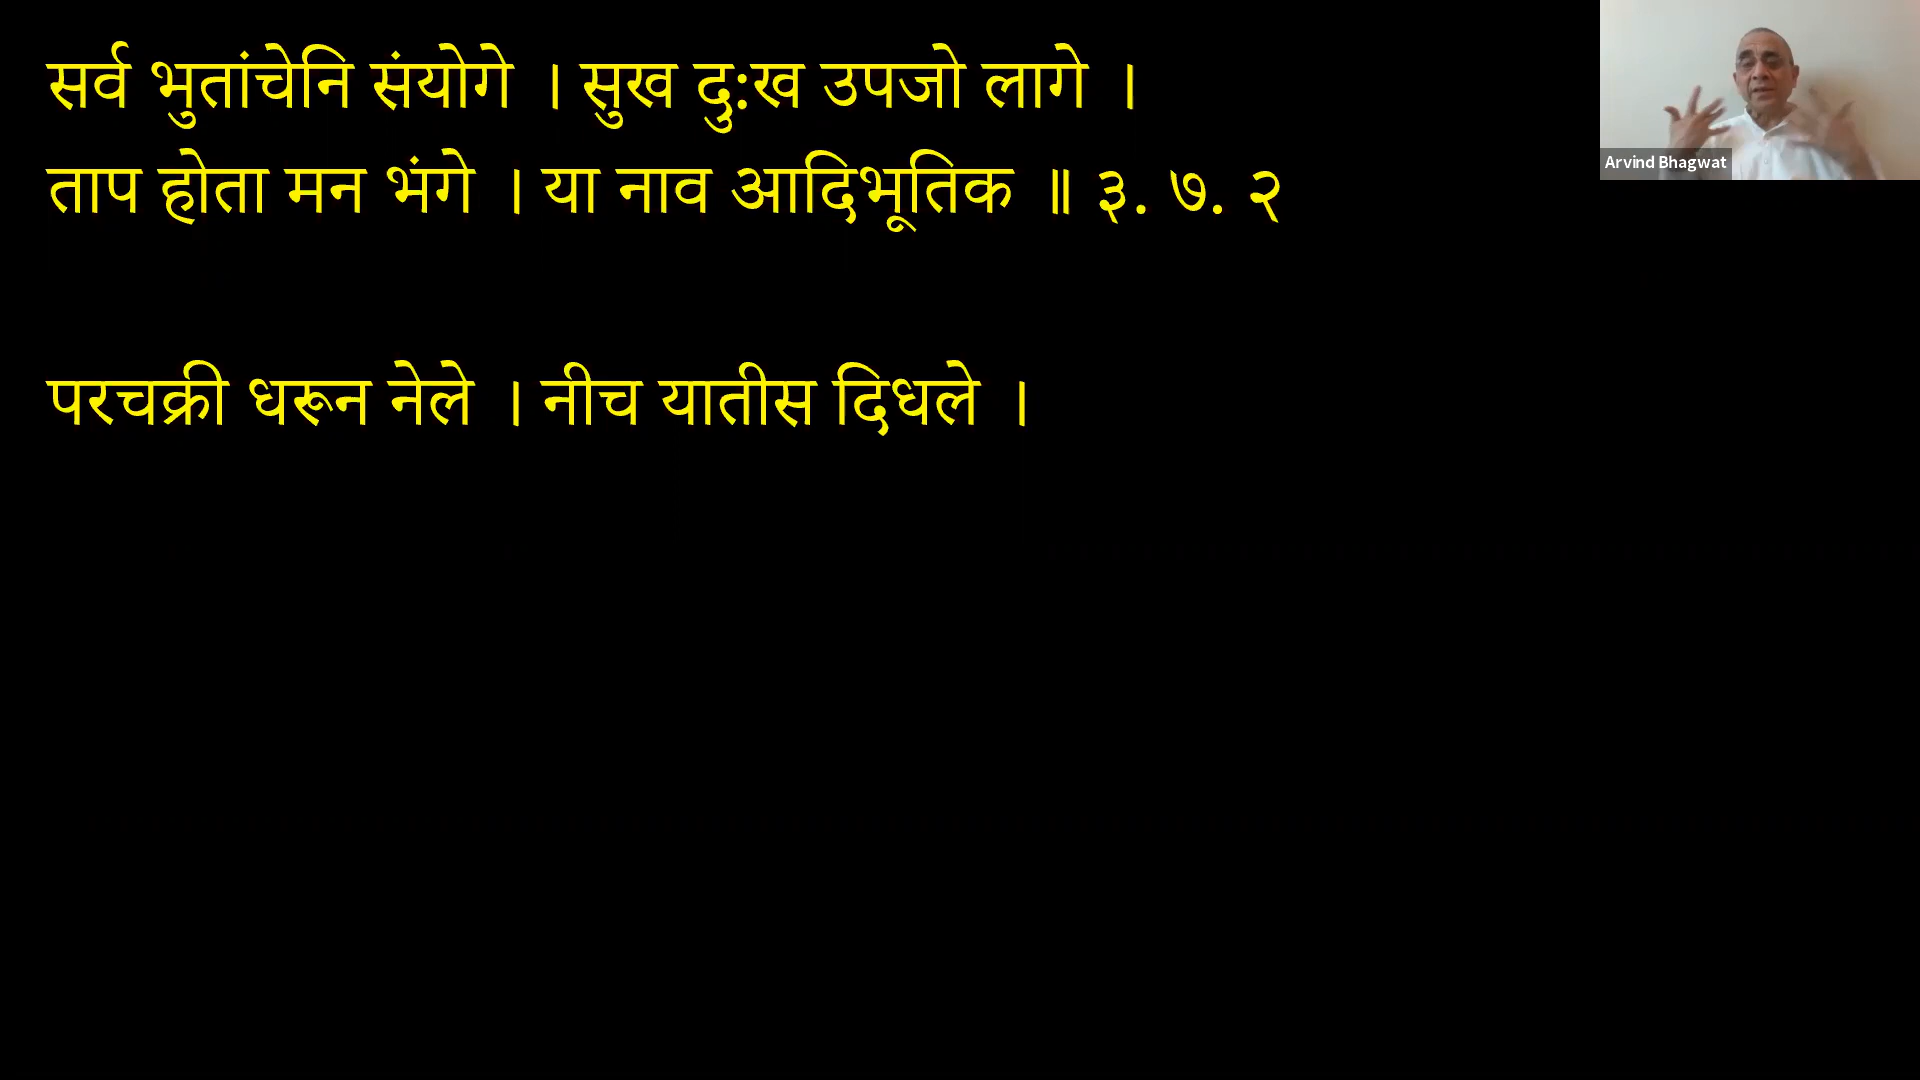 सर्व भुतांचेनि संयोगे । सुख दु:ख उपजो लागे ।
ताप होता मन भंगे । या नाव आदिभूतिक ॥ ३. ७. २
परचक्री धरून नेले । नीच यातीस दिधले ।
Arvind Bhagwat